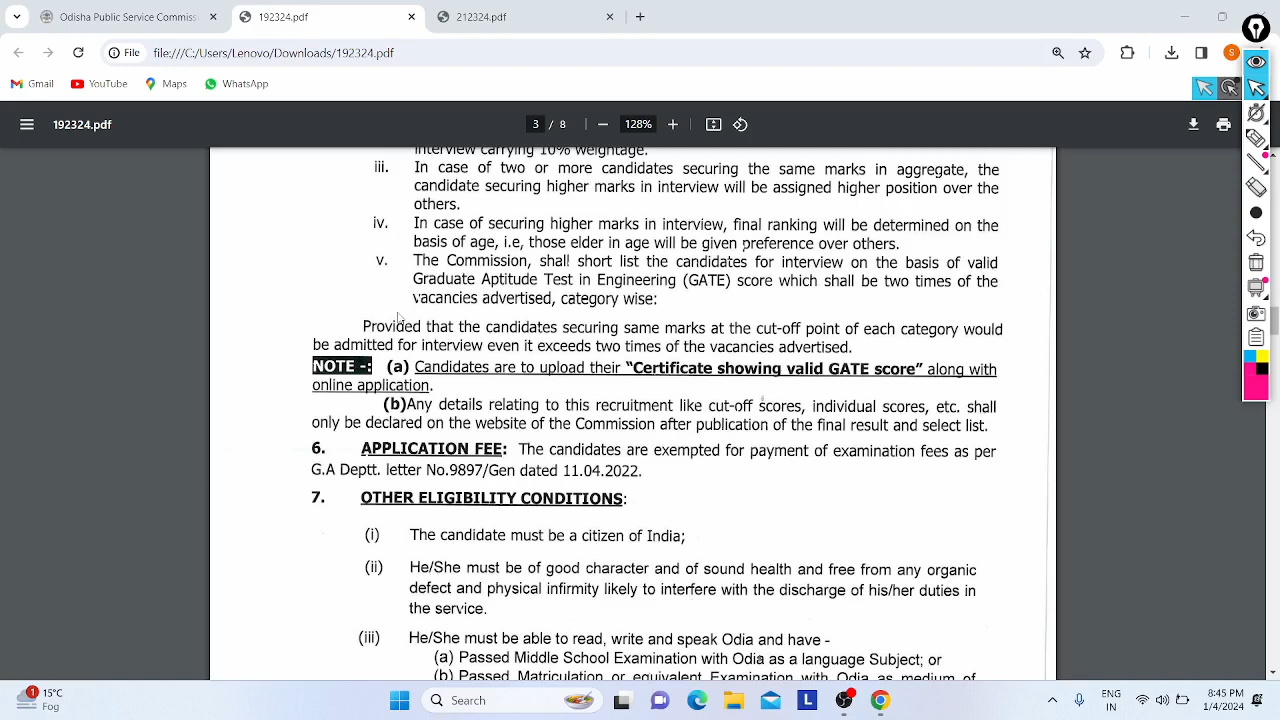 Odisha Public Service Commiss
192324.pdf
212324.pdf
File
file:///C:/Users/Lenovo/Downloads/192324.pdf
S
Gmail
YouTube
Maps
WhatsApp
192324.pdf
3 / 8
128%
interview carrying 10% weightage.
iii. In case of two or more candidates securing the same marks in aggregate, the
candidate securing higher marks in interview will be assigned higher position over the
others.
iv. In case of securing higher marks in interview, final ranking will be determined on the
basis of age, i.e, those elder in age will be given preference over others.
v. The Commission, shall short list the candidates for interview on the basis of valid
Graduate Aptitude Test in Engineering (GATE) score which shall be two times of the
vacancies advertised, category wise:
Provided that the candidates securing same marks at the cut-off point of each category would
be admitted for interview even it exceeds two times of the vacancies advertised.
NOTE -: (a) Candidates are to upload their “Certificate showing valid GATE score” along with
online application.
(b)Any details relating to this recruitment like cut-off scores, individual scores, etc. shall
only be declared on the website of the Commission after publication of the final result and select list.
6. APPLICATION FEE: The candidates are exempted for payment of examination fees as per
G.A Deptt. letter No.9897/Gen dated 11.04.2022.
7. OTHER ELIGIBILITY CONDITIONS:
(i) The candidate must be a citizen of India;
(ii) He/She must be of good character and of sound health and free from any organic
defect and physical infirmity likely to interfere with the discharge of his/her duties in
the service.
(iii) He/She must be able to read, write and speak Odia and have -
(a) Passed Middle School Examination with Odia as a language Subject; or
(b) Passed Matriculation or equivalent Examination with Odia as medium of
1
15°C
Fog
Search
L
ENG
IN
8:45 PM
1/4/2024